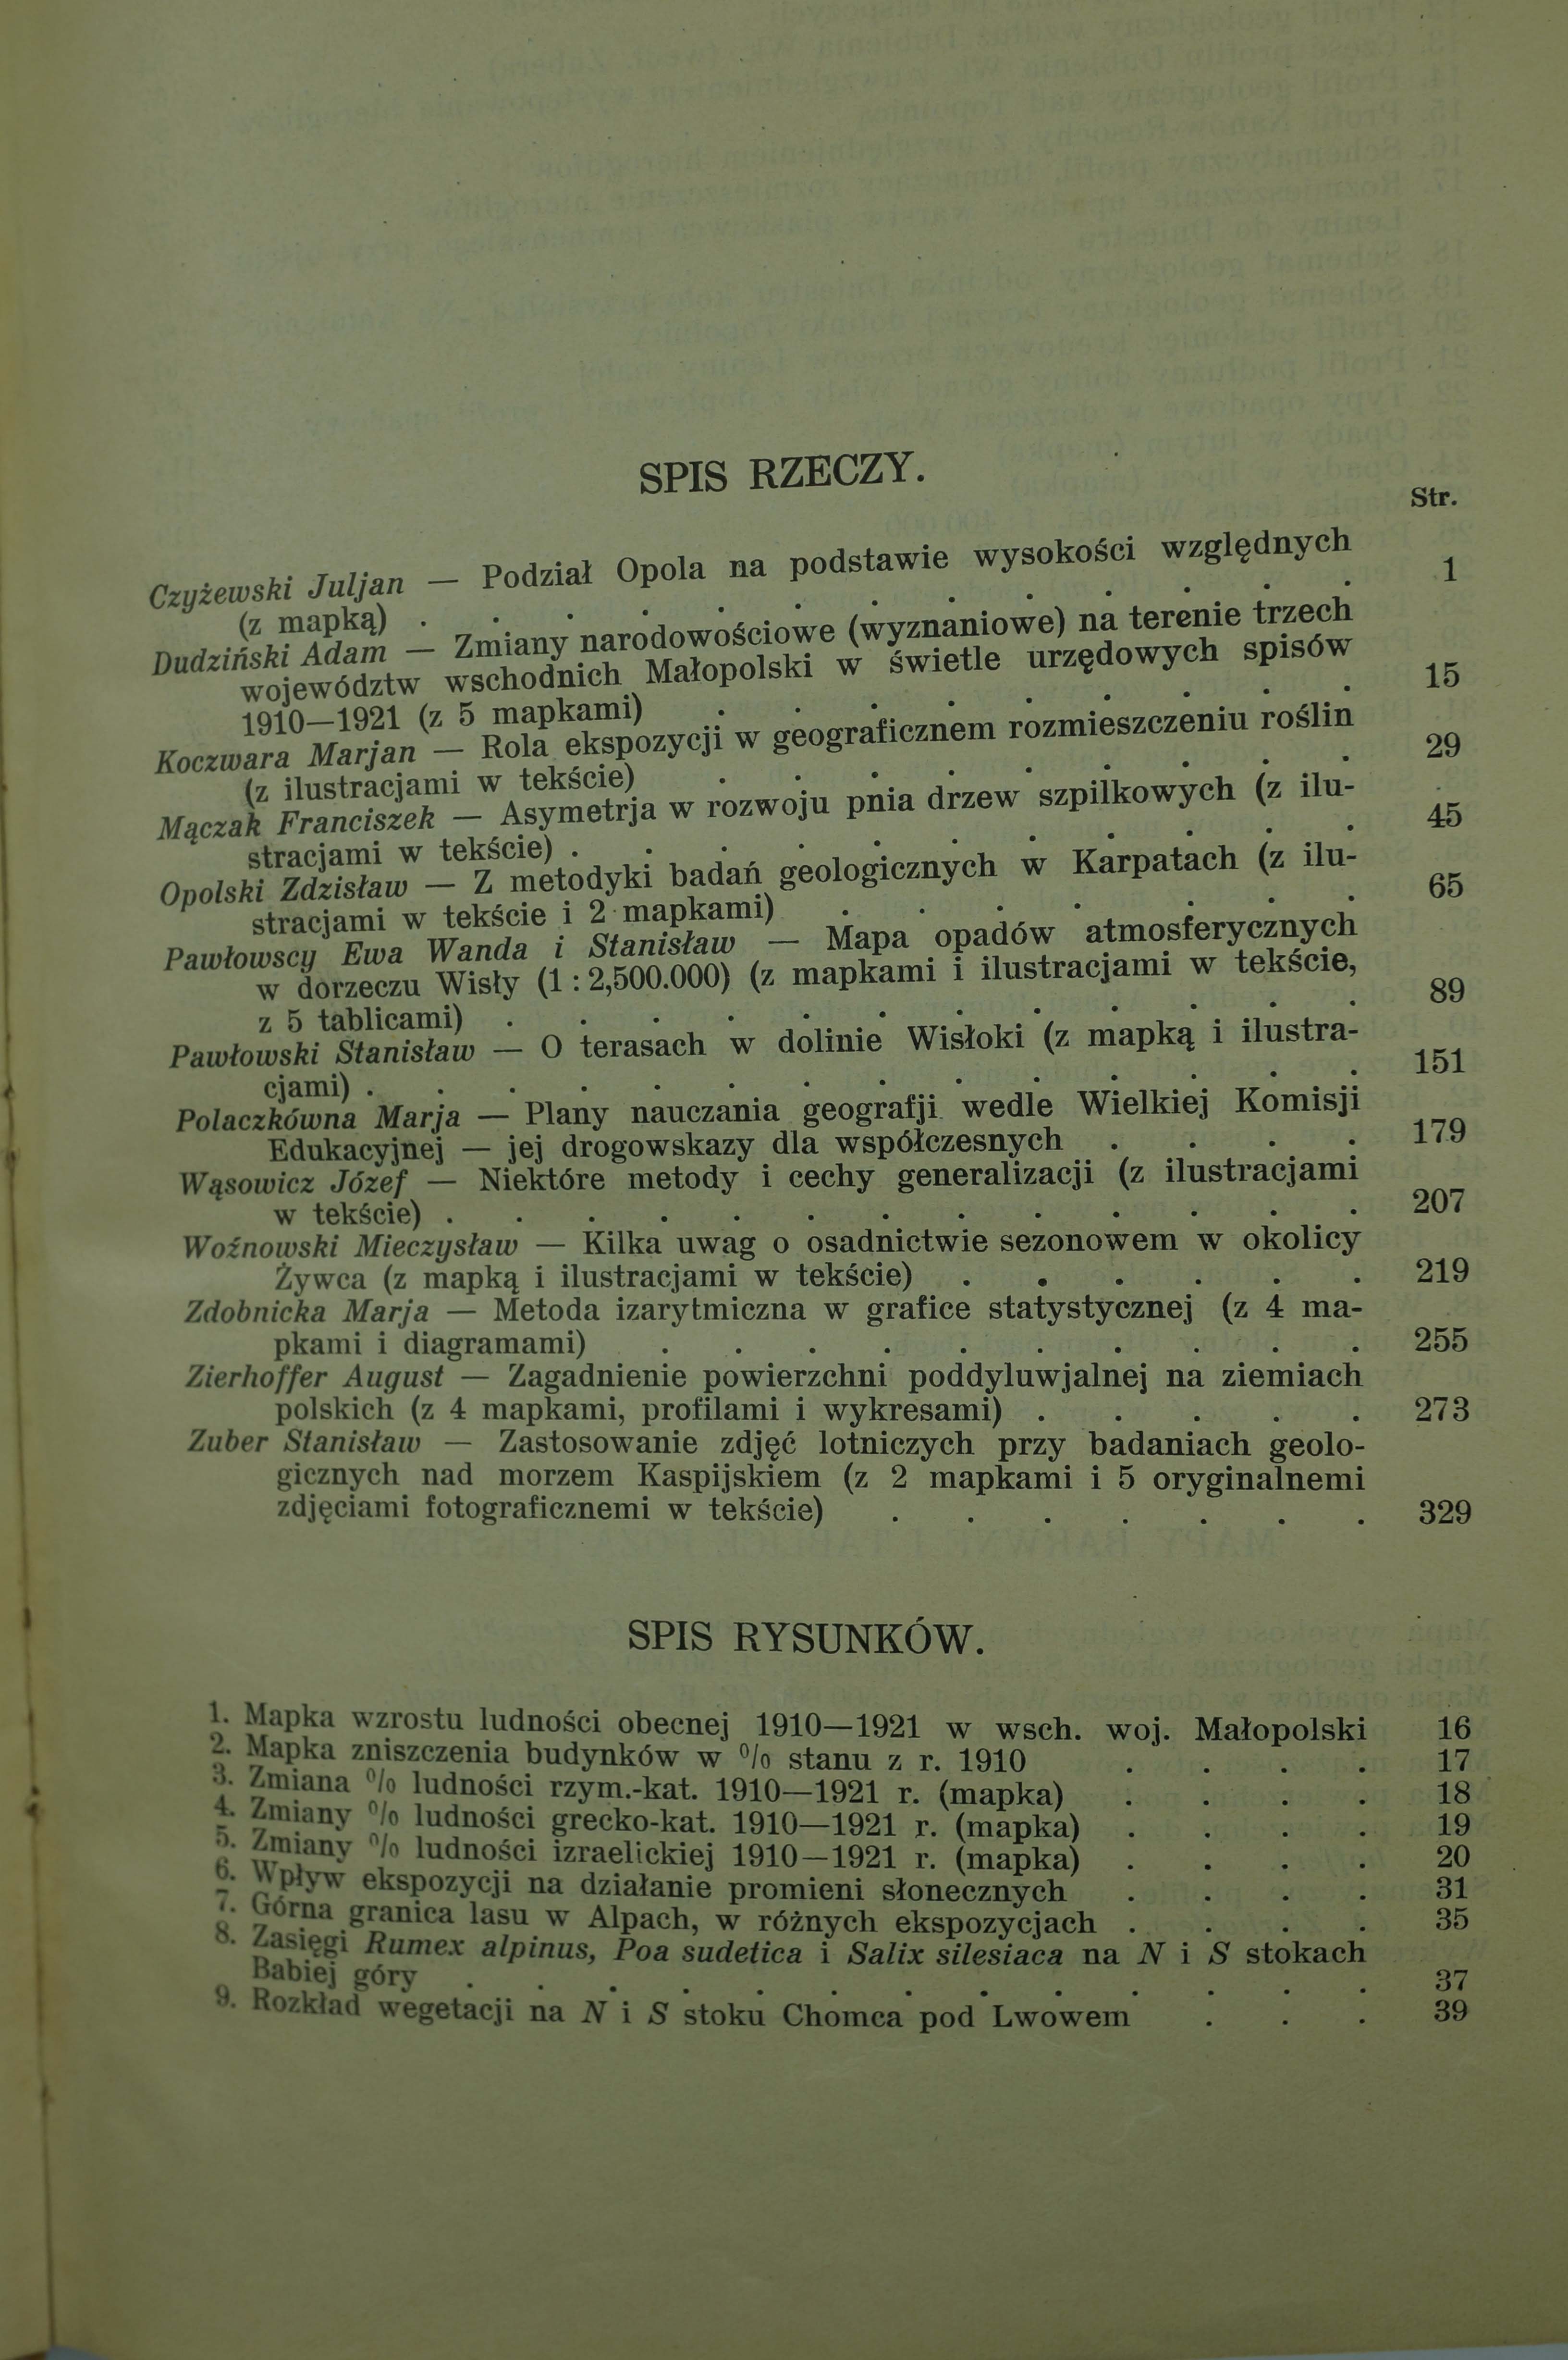 SPIS RZECZY.
Str.
Czyżewski Juljan — Podział Opola na podstawie wysokości względnych
(z mapką) . . . . . . . . . . . . . 1
Dudziński Adam — Zmiany narodowościowe (wyznaniowe) na terenie trzech
województw wschodnich Małopolski w świetle urzędowych spisów
1910—1921 (z 5 mapkami) . . . . . . . . . 15
Koczwara Marjan — Rola ekspozycji w geograficznem rozmieszczeniu roślin
(z ilustracjami w tekście) . . . . . . . . . 29
Mączak Franciszek — Asymetrja w rozwoju pnia drzew szpilkowych (z ilu-
stracjami w tekście) . . . . . . . . . . . 45
Opolski Zdzisław — Z metodyki badań geologicznych w Karpatach (z ilu-
stracjami w tekście i 2 mapkami) . . . . . . . 65
Pawłowscy Ewa Wanda i Stanisław — Mapa opadów atmosferycznych
w dorzeczu Wisły (1 : 2,500.000) (z mapkami i ilustracjami w tekście,
z 5 tablicami) . . . . . . . . . . . . 89
Pawłowski Stanisław — O terasach w dolinie Wisłoki (z mapką i ilustra-
cjami) . . . . . . . . . . . . . . 151
Polaczkówna Marja — Plany nauczania geografji wedle Wielkiej Komisji
Edukacyjnej — jej drogowskazy dla współczesnych . . . . 179
Wąsowicz Józef — Niektóre metody i cechy generalizacji (z ilustracjami
w tekście) . . . . . . . . . . . . . 207
Woźnowski Mieczysław — Kilka uwag o osadnictwie sezonowem w okolicy
Żywca (z mapką i ilustracjami w tekście) . . . . . . 219
Zdobnicka Marja — Metoda izarytmiczna w grafice statystycznej (z 4 ma-
pkami i diagramami) . . . . . . . . . . 255
Zierhoffer August — Zagadnienie powierzchni poddyluwjalnej na ziemiach
polskich (z 4 mapkami, profilami i wykresami) . . . . . 273
Zuber Stanisław — Zastosowanie zdjęć lotniczych przy badaniach geolo-
gicznych nad morzem Kaspijskiem (z 2 mapkami i 5 oryginalnemi
zdjęciami fotograficznemi w tekście) . . . . . . . 329
SPIS RYSUNKÓW.
1. Mapka wzrostu ludności obecnej 1910—1921 w wsch. woj. Małopolski 16
2. Mapka zniszczenia budynków w % stanu z r. 1910 . . . . 17
3. Zmiana % ludności rzym.-kat. 1910—1921 r. (mapka) . . . . 18
4. Zmiany % ludności grecko-kat. 1910—1921 r. (mapka) . . . . 19
5. Zmiany % ludności izraelickiej 1910—1921 r. (mapka) . . . . 20
6. Wpływ ekspozycji na działanie promieni słonecznych . . . . 31
7. Górna granica lasu w Alpach, w różnych ekspozycjach . . . . 35
8. Zasięgi Rumex alpinus, Poa sudetica i Salix silesiaca na N i S stokach
Babiej góry . . . . . . . . . . . . . 37
9. Rozkład wegetacji na N i S stoku Chomca pod Lwowem . . . 39